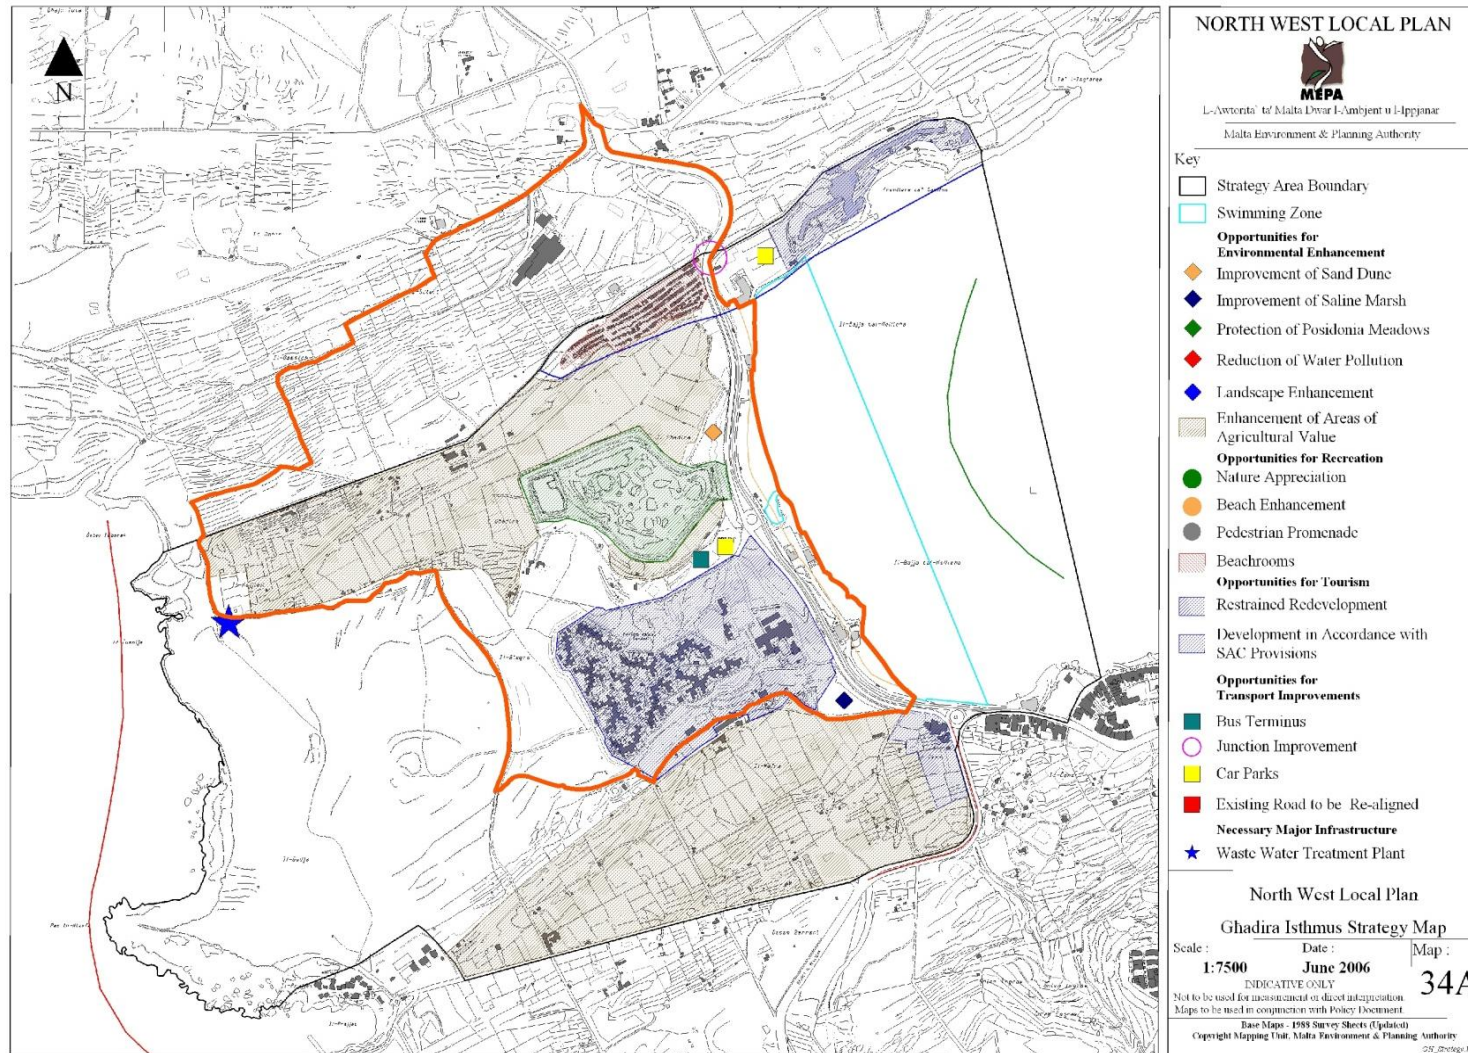 N
NORTH WEST LOCAL PLAN
MEPA
L-Awtorita` ta' Malta Dwar l-Ambjent u l-Ippjanar
Malta Environment & Planning Authority
Key
Strategy Area Boundary
Swimming Zone
Opportunities for
Environmental Enhancement
Improvement of Sand Dune
Improvement of Saline Marsh
Protection of Posidonia Meadows
Reduction of Water Pollution
Landscape Enhancement
Enhancement of Areas of
Agricultural Value
Opportunities for Recreation
Nature Appreciation
Beach Enhancement
Pedestrian Promenade
Beachrooms
Opportunities for Tourism
Restrained Redevelopment
Development in Accordance with
SAC Provisions
Opportunities for
Transport Improvements
Bus Terminus
Junction Improvement
Car Parks
Existing Road to be Re-aligned
Necessary Major Infrastructure
Waste Water Treatment Plant
North West Local Plan
Ghadira Isthmus Strategy Map
Scale :
Date :
Map :
1:7500
June 2006
34A
INDICATIVE ONLY
Not to be used for measurement or direct interpretation
Maps to be used in conjunction with Policy Document.
Base Maps - 1988 Survey Sheets (Updated)
Copyright Mapping Unit, Malta Environment & Planning Authority